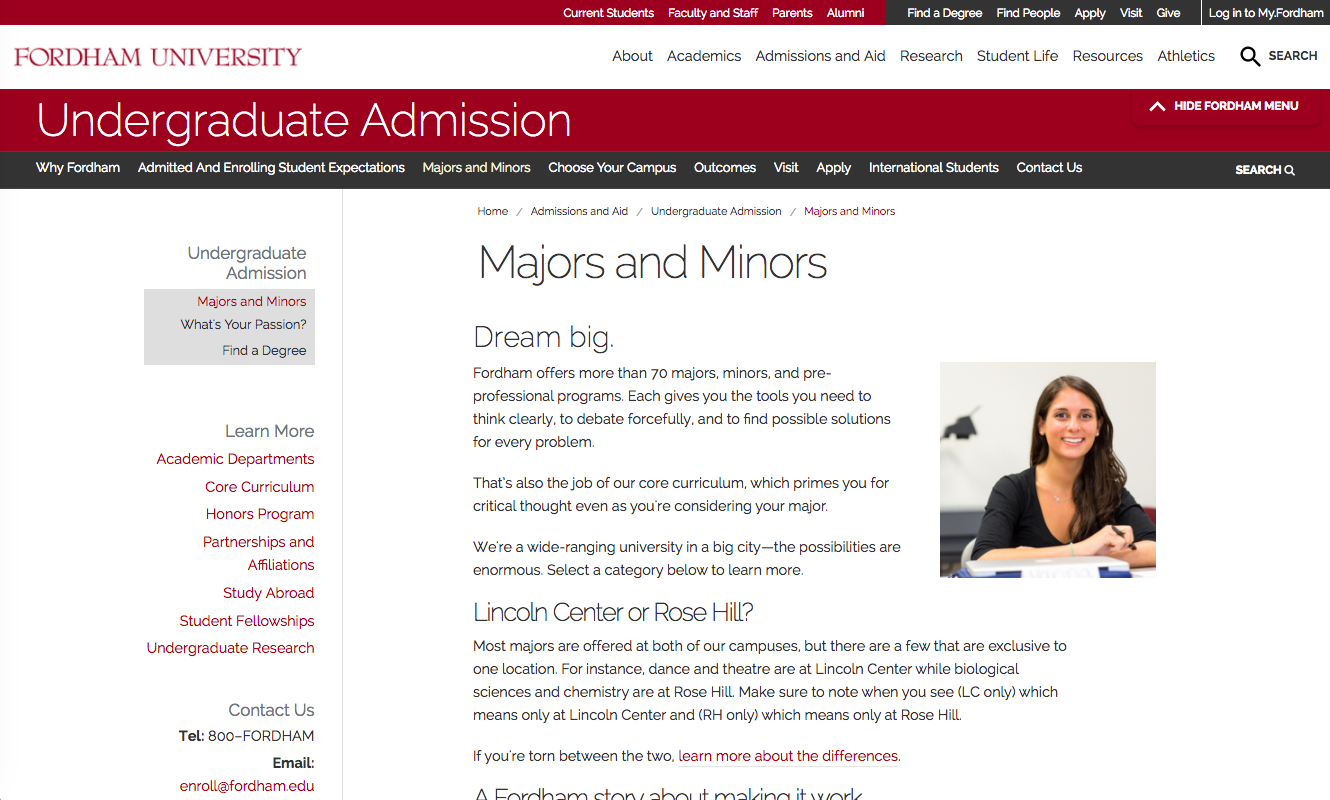 Current Students Faculty and Staff Parents Alumni Find a Degree Find People Apply Visit Give Log in to My.Fordham
FORDHAM UNIVERSITY
About Academics Admissions and Aid Research Student Life Resources Athletics SEARCH
Undergraduate Admission
HIDE FORDHAM MENU
Why Fordham Admitted And Enrolling Student Expectations Majors and Minors Choose Your Campus Outcomes Visit Apply International Students Contact Us SEARCH
Home / Admissions and Aid / Undergraduate Admission / Majors and Minors
Undergraduate
Admission
Majors and Minors
What's Your Passion?
Find a Degree
Learn More
Academic Departments
Core Curriculum
Honors Program
Partnerships and
Affiliations
Study Abroad
Student Fellowships
Undergraduate Research
Contact Us
Tel: 800–FORDHAM
Email:
enroll@fordham.edu
Majors and Minors
Dream big.
Fordham offers more than 70 majors, minors, and pre-
professional programs. Each gives you the tools you need to
think clearly, to debate forcefully, and to find possible solutions
for every problem.
That's also the job of our core curriculum, which primes you for
critical thought even as you're considering your major.
We're a wide-ranging university in a big city—the possibilities are
enormous. Select a category below to learn more.
Lincoln Center or Rose Hill?
Most majors are offered at both of our campuses, but there are a few that are exclusive to
one location. For instance, dance and theatre are at Lincoln Center while biological
sciences and chemistry are at Rose Hill. Make sure to note when you see (LC only) which
means only at Lincoln Center and (RH only) which means only at Rose Hill.
If you're torn between the two, learn more about the differences.
A Fordham story about making it work